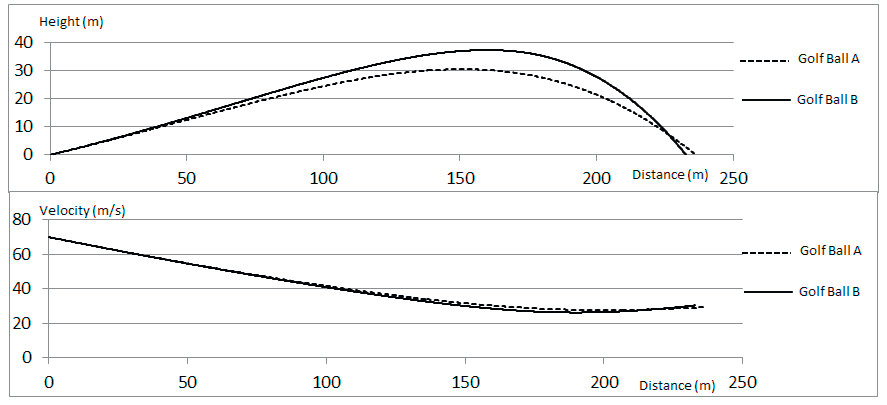 Height (m)
40
30
20
10
0
0 50 100 150 200 250
Distance (m)
Golf Ball A
Golf Ball B
Velocity (m/s)
80
60
40
20
0
0 50 100 150 200 250
Distance (m)
Golf Ball A
Golf Ball B